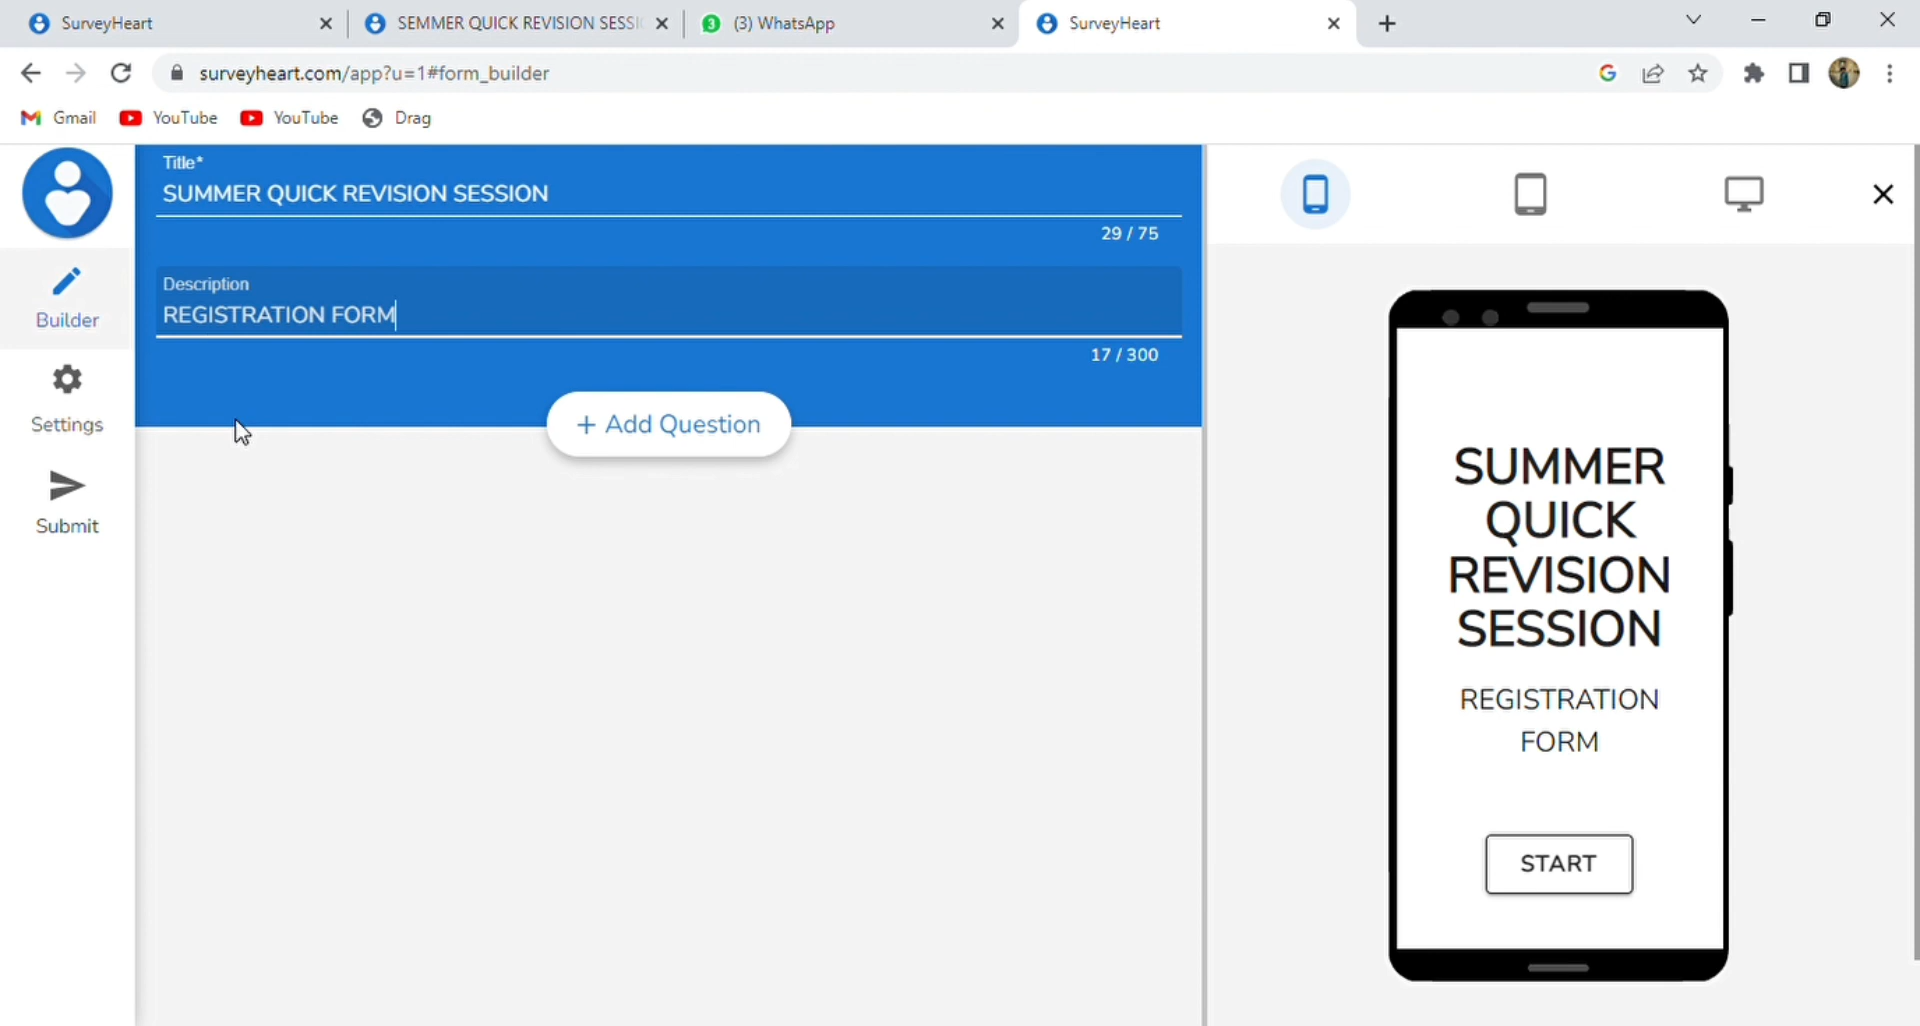 SurveyHeart
SEMMER QUICK REVISION SESSI
3 (3) WhatsApp
SurveyHeart
surveyheart.com/app?u=1#form_builder
Gmail
YouTube
YouTube
Drag
Title*
SUMMER QUICK REVISION SESSION
29 / 75
Description
REGISTRATION FORM
17 / 300
+ Add Question
Builder
Settings
Submit
SUMMER
QUICK
REVISION
SESSION
REGISTRATION
FORM
START